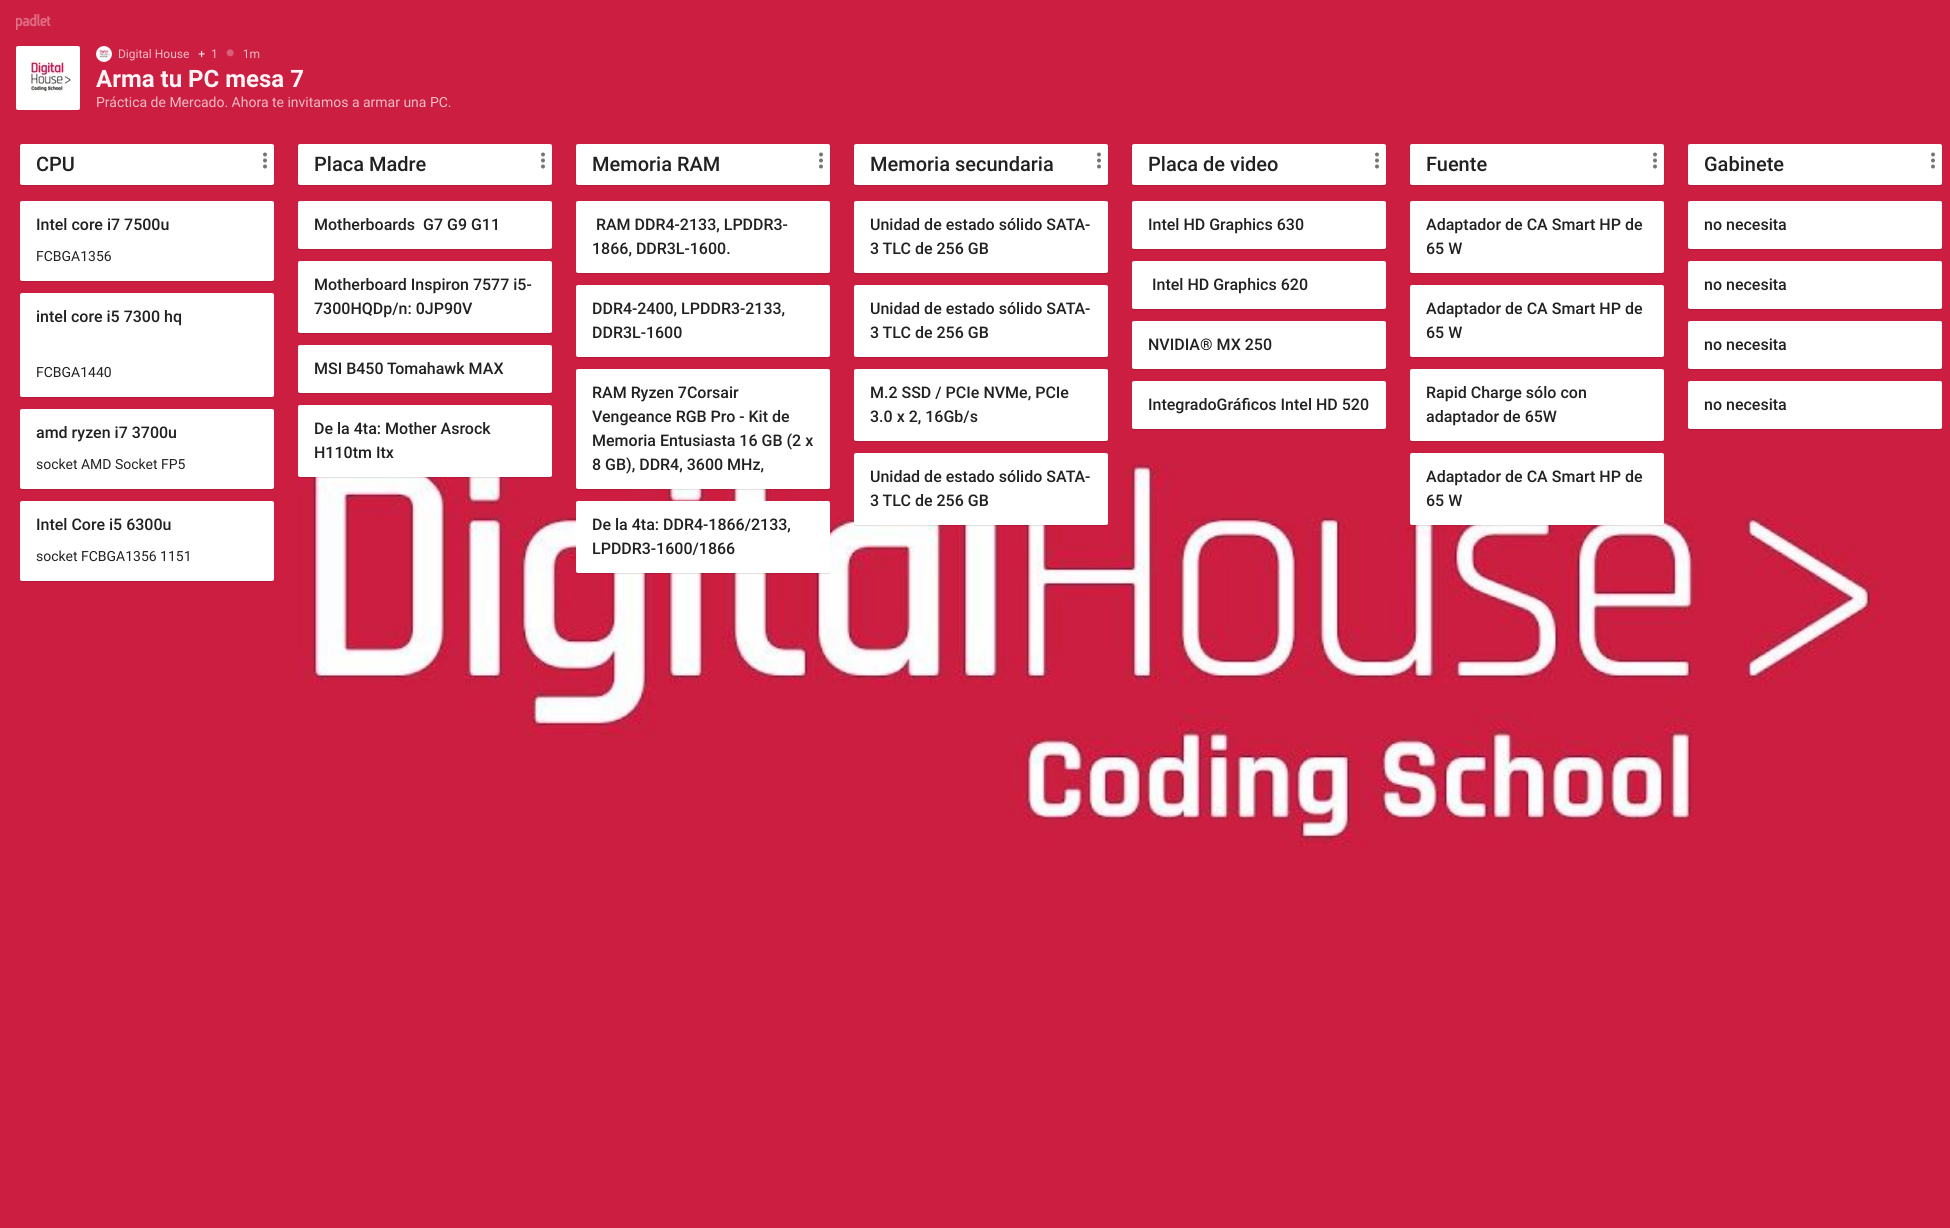 padlet
Digital
House>
Coding School
Digital House + 1 1m
Arma tu PC mesa 7
Práctica de Mercado. Ahora te invitamos a armar una PC.
CPU
Intel core i7 7500u
FCBGA1356
intel core i5 7300 hq
FCBGA1440
amd ryzen i7 3700u
socket AMD Socket FP5
Intel Core i5 6300u
socket FCBGA1356 1151
Placa Madre
Motherboards G7 G9 G11
Motherboard Inspiron 7577 i5-
7300HQDp/n: 0JP90V
MSI B450 Tomahawk MAX
De la 4ta: Mother Asrock
H110tm Itx
Memoria RAM
RAM DDR4-2133, LPDDR3-
1866, DDR3L-1600.
DDR4-2400, LPDDR3-2133,
DDR3L-1600
RAM Ryzen 7Corsair
Vengeance RGB Pro - Kit de
Memoria Entusiasta 16 GB (2 x
8 GB), DDR4, 3600 MHz,
De la 4ta: DDR4-1866/2133,
LPDDR3-1600/1866
Memoria secundaria
Unidad de estado sólido SATA-
3 TLC de 256 GB
Unidad de estado sólido SATA-
3 TLC de 256 GB
M.2 SSD / PCIe NVMe, PCIe
3.0 x 2, 16Gb/s
Unidad de estado sólido SATA-
3 TLC de 256 GB
Placa de video
Intel HD Graphics 630
Intel HD Graphics 620
NVIDIA® MX 250
IntegradoGráficos Intel HD 520
Fuente
Adaptador de CA Smart HP de
65 W
Adaptador de CA Smart HP de
65 W
Rapid Charge sólo con
adaptador de 65W
Adaptador de CA Smart HP de
65 W
Gabinete
no necesita
no necesita
no necesita
no necesita
DigitalHouse>
Coding School